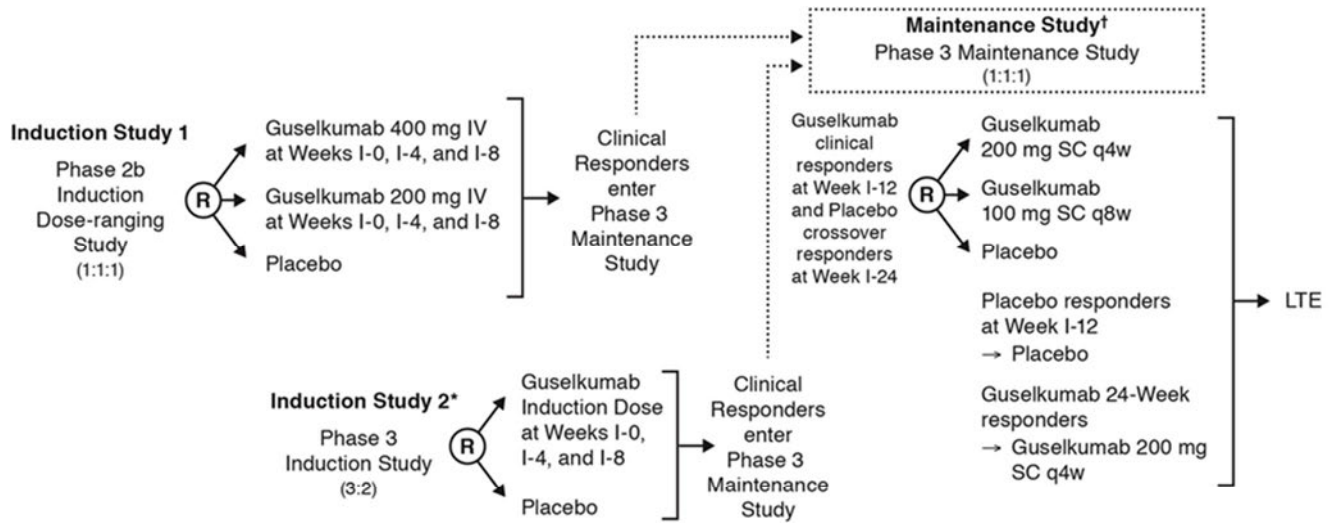 Induction Study 1
Phase 2b
Induction
Dose-ranging
Study
(1:1:1)
R
Guselkumab 400 mg IV
at Weeks I-0, I-4, and I-8
Guselkumab 200 mg IV
at Weeks I-0, I-4, and I-8
Placebo
Clinical
Responders
enter
Phase 3
Maintenance
Study
Induction Study 2*
Phase 3
Induction Study
(3:2)
R
Guselkumab
Induction Dose
at Weeks I-0,
I-4, and I-8
Placebo
Clinical
Responders
enter
Phase 3
Maintenance
Study
Maintenance Study†
Phase 3 Maintenance Study
(1:1:1)
Guselkumab
clinical
responders
at Week I-12
and Placebo
crossover
responders
at Week I-24
R
Guselkumab
200 mg SC q4w
Guselkumab
100 mg SC q8w
Placebo
Placebo responders
at Week I-12
→ Placebo
Guselkumab 24-Week
responders
→ Guselkumab 200 mg
SC q4w
LTE